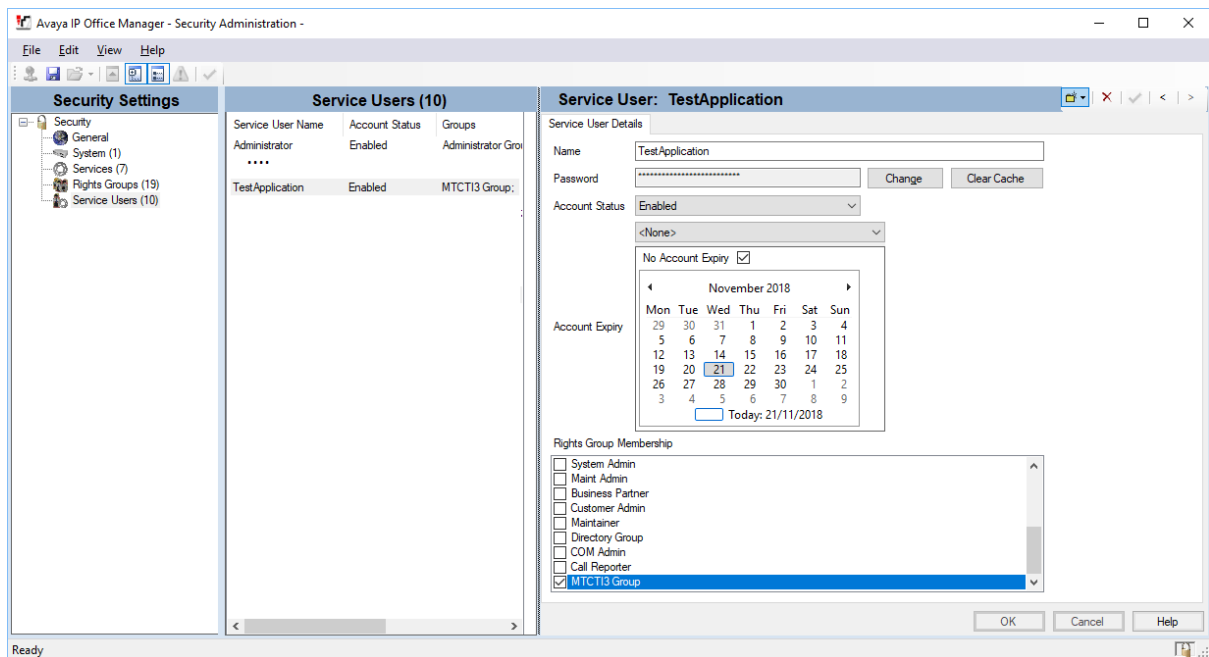 Avaya IP Office Manager - Security Administration -
File Edit View Help
Security Settings
Security
General
System (1)
Services (7)
Rights Groups (19)
Service Users (10)
Service Users (10)
Service User Name Account Status Groups
Administrator Enabled Administrator Grou
....
TestApplication Enabled MTCTI3 Group;
Service User: TestApplication
Service User Details
Name TestApplication
Password **************************
Change Clear Cache
Account Status Enabled
<None>
No Account Expiry
Account Expiry
November 2018
Mon Tue Wed Thu Fri Sat Sun
29 30 31 1 2 3 4
5 6 7 8 9 10 11
12 13 14 15 16 17 18
19 20 21 22 23 24 25
26 27 28 29 30 1 2
3 4 5 6 7 8 9
Today: 21/11/2018
Rights Group Membership
System Admin
Maint Admin
Business Partner
Customer Admin
Maintainer
Directory Group
COM Admin
Call Reporter
MTCTI3 Group
OK Cancel Help
Ready